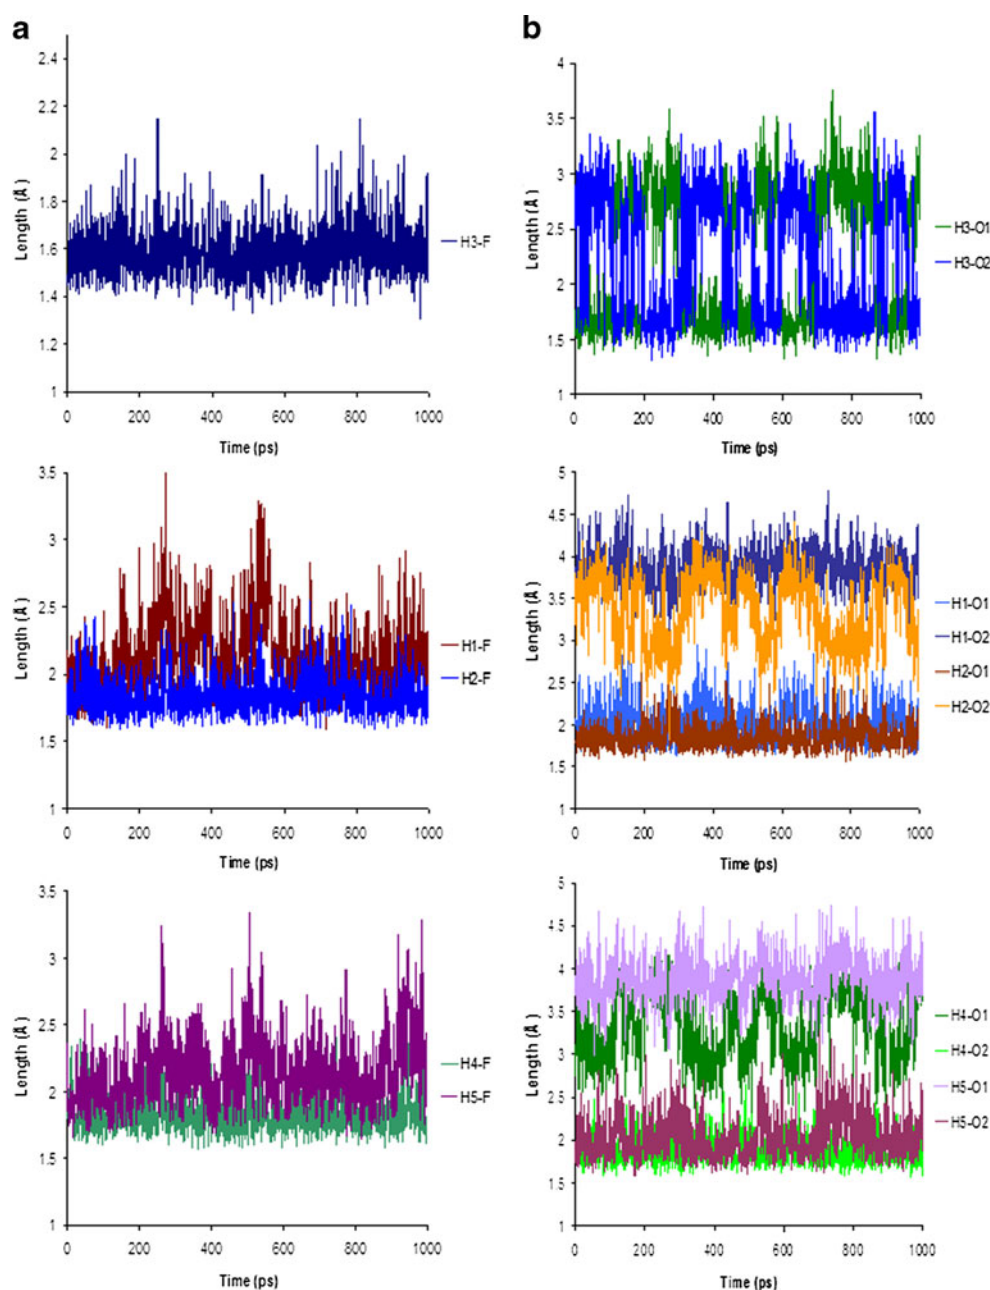 a
2.4
2.2
2
1.8
1.6
1.4
1.2
1
Length (Å)
0 200 400 600 800 1000
Time (ps)
H3-F
b
4
3.5
3
2.5
2
1.5
1
Length (Å)
0 200 400 600 800 1000
Time (ps)
H3-O1
H3-O2
3.5
3
2.5
2
1.5
1
Length (Å)
0 200 400 600 800 1000
Time (ps)
H1-F
H2-F
5
4.5
4
3.5
3
2.5
2
1.5
1
Length (Å)
0 200 400 600 800 1000
Time (ps)
H1-O1
H1-O2
H2-O1
H2-O2
3.5
3
2.5
2
1.5
1
Length (Å)
0 200 400 600 800 1000
Time (ps)
H4-F
H5-F
5
4.5
4
3.5
3
2.5
2
1.5
1
Length (Å)
0 200 400 600 800 1000
Time (ps)
H4-O1
H4-O2
H5-O1
H5-O2